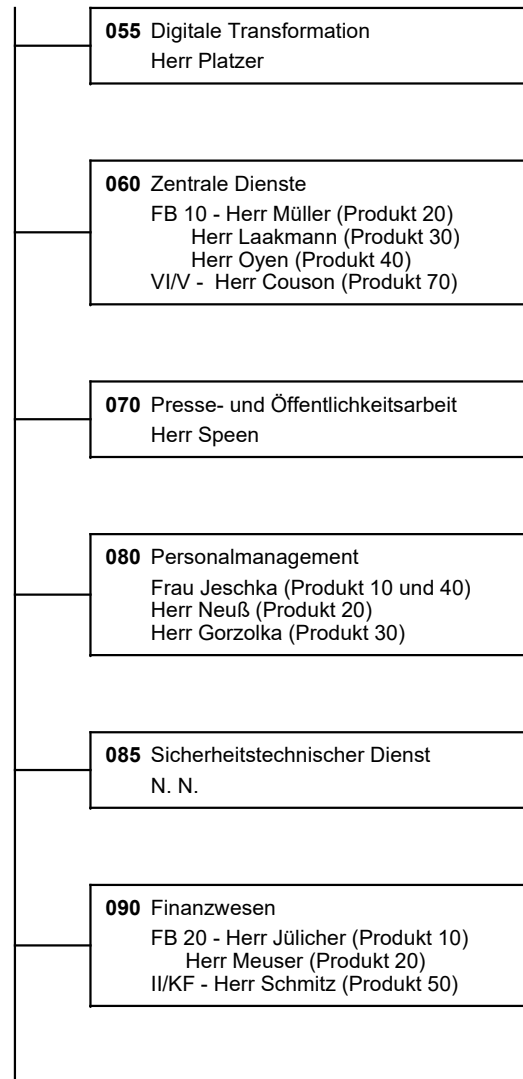 055 Digitale Transformation
Herr Platzer
060 Zentrale Dienste
FB 10 - Herr Müller (Produkt 20)
Herr Laakmann (Produkt 30)
Herr Oyen (Produkt 40)
VI/V - Herr Couson (Produkt 70)
070 Presse- und Öffentlichkeitsarbeit
Herr Speen
080 Personalmanagement
Frau Jeschka (Produkt 10 und 40)
Herr Neuß (Produkt 20)
Herr Gorzolka (Produkt 30)
085 Sicherheitstechnischer Dienst
N. N.
090 Finanzwesen
FB 20 - Herr Jülicher (Produkt 10)
Herr Meuser (Produkt 20)
II/KF - Herr Schmitz (Produkt 50)